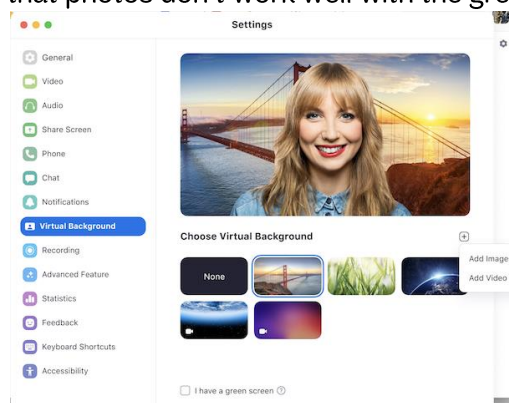 that photos don't work well with the gre
Settings
General
Video
Audio
Share Screen
Phone
Chat
Notifications
Virtual Background
Recording
Advanced Feature
Statistics
Feedback
Keyboard Shortcuts
Accessibility
Choose Virtual Background
Add Image
Add Video
None
I have a green screen